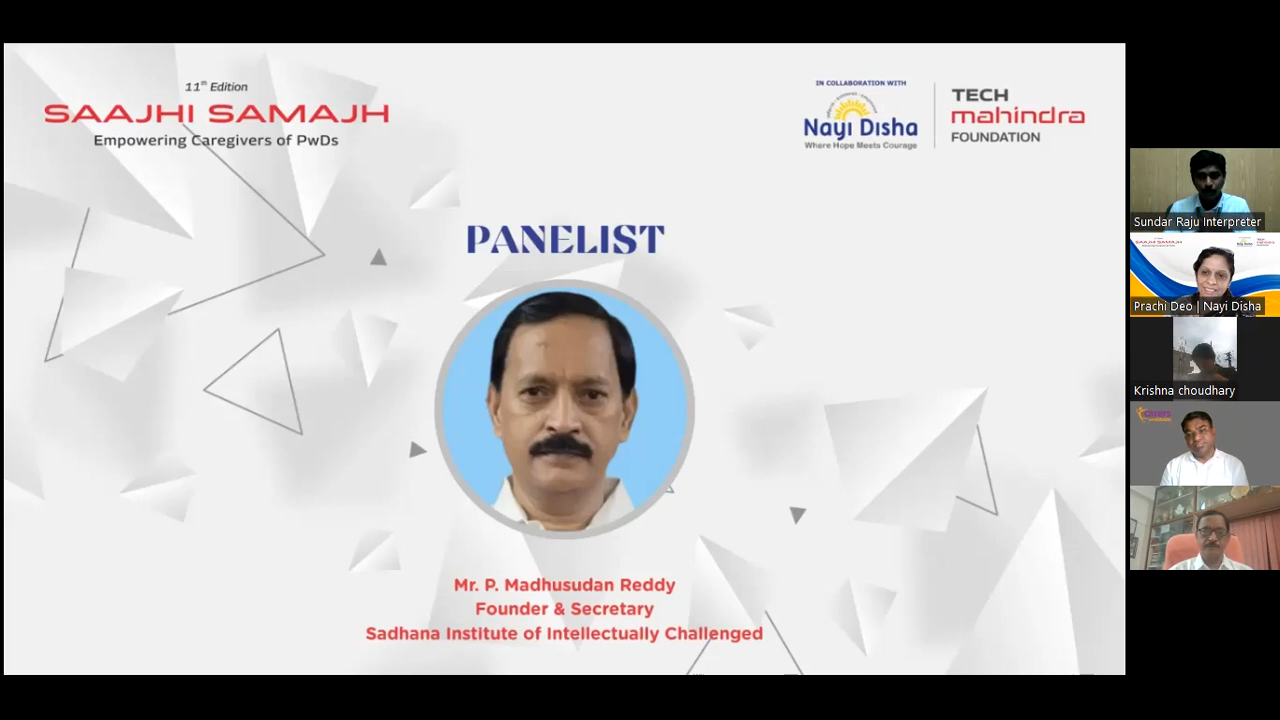 11th Edition
SAAJHI SAMAJH
Empowering Caregivers of PwDs
IN COLLABORATION WITH
Nayi Disha
Where Hope Meets Courage
TECH
mahindra
FOUNDATION
PANELIST
Mr. P. Madhusudan Reddy
Founder & Secretary
Sadhana Institute of Intellectually Challenged
Sundar Raju Interpreter
SAAJHI SAMAJH
Prachi Deo | Nayi Disha
Krishna choudhary